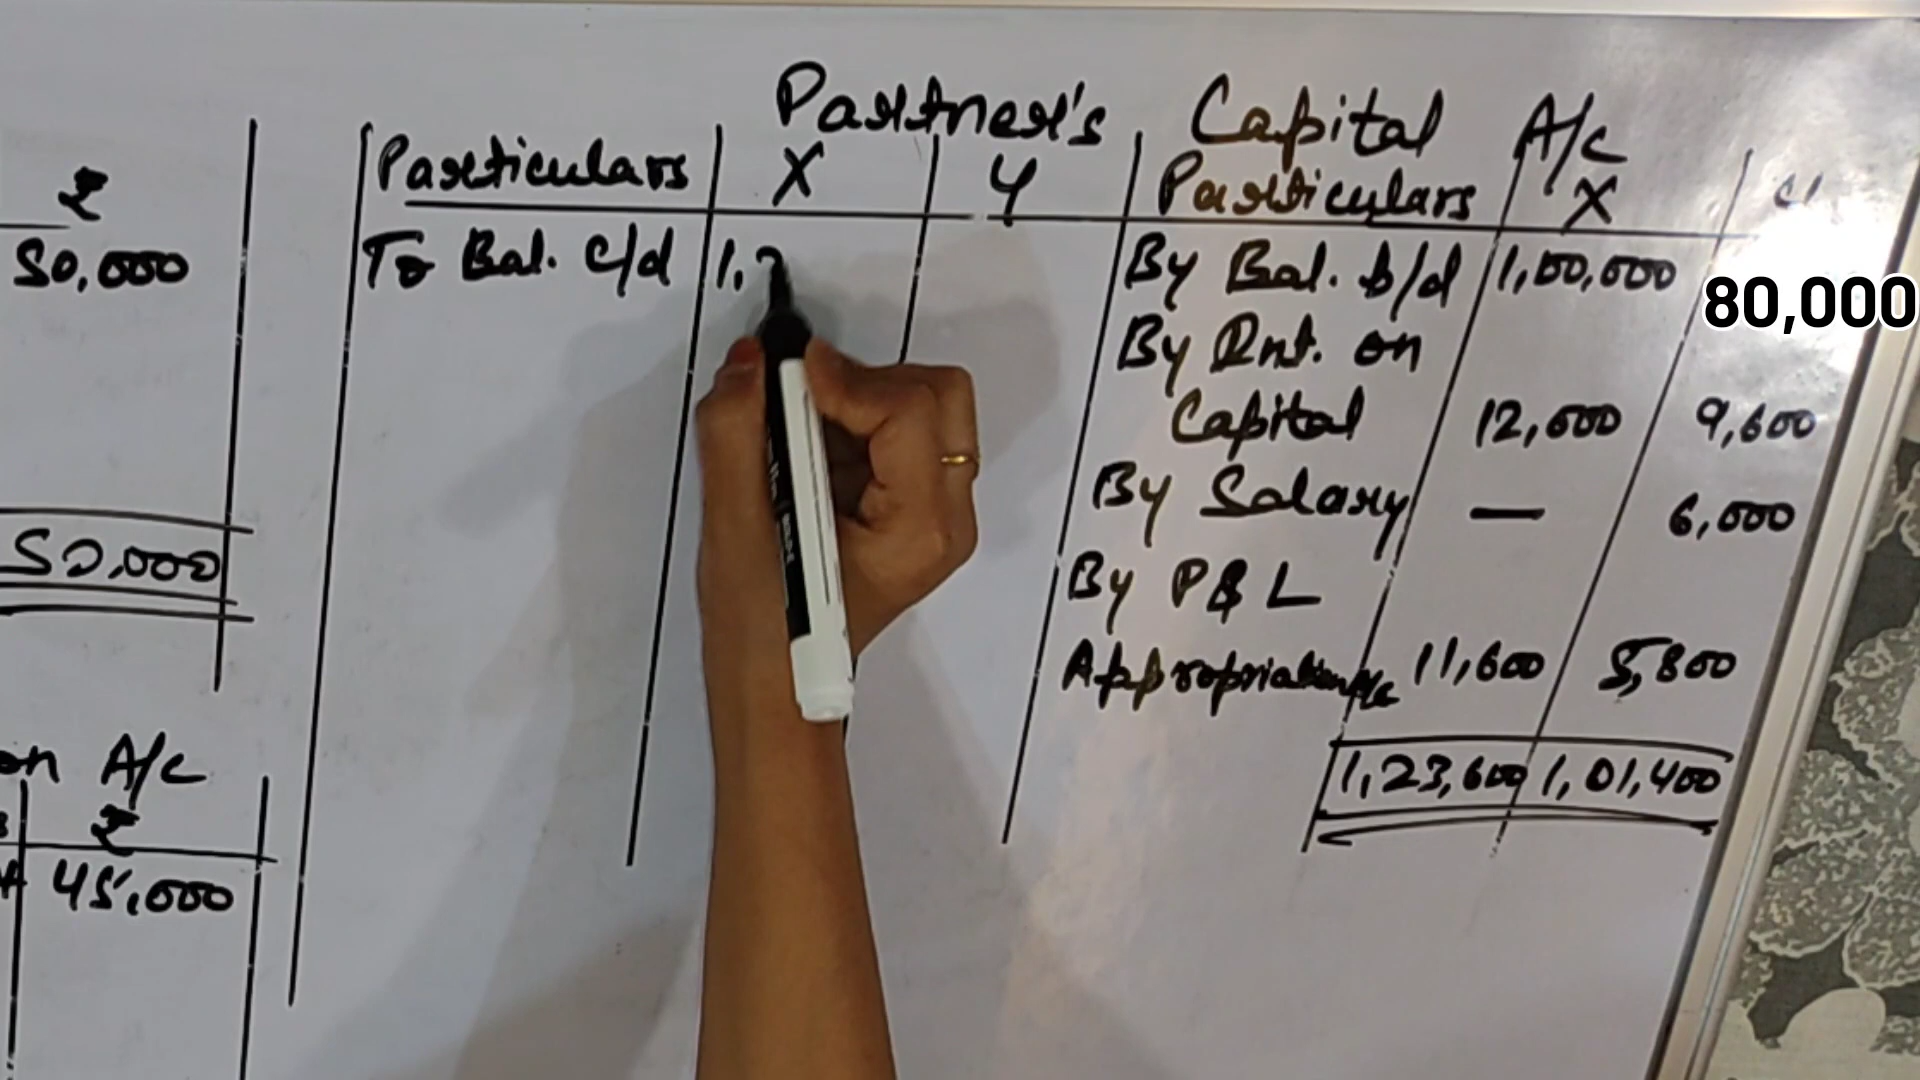 Partner's Capital A/c
Particulars X Y Particulars X Y
To Bal. c/d 1,2 By Bal. b/d 1,00,000 80,000
By Int. on
Capital 12,000 9,600
By Salary — 6,000
By P & L
Appropriation A/c 11,600 5,800
1,23,600 1,01,400
₹
50,000
50,000
on A/c
₹
45,000